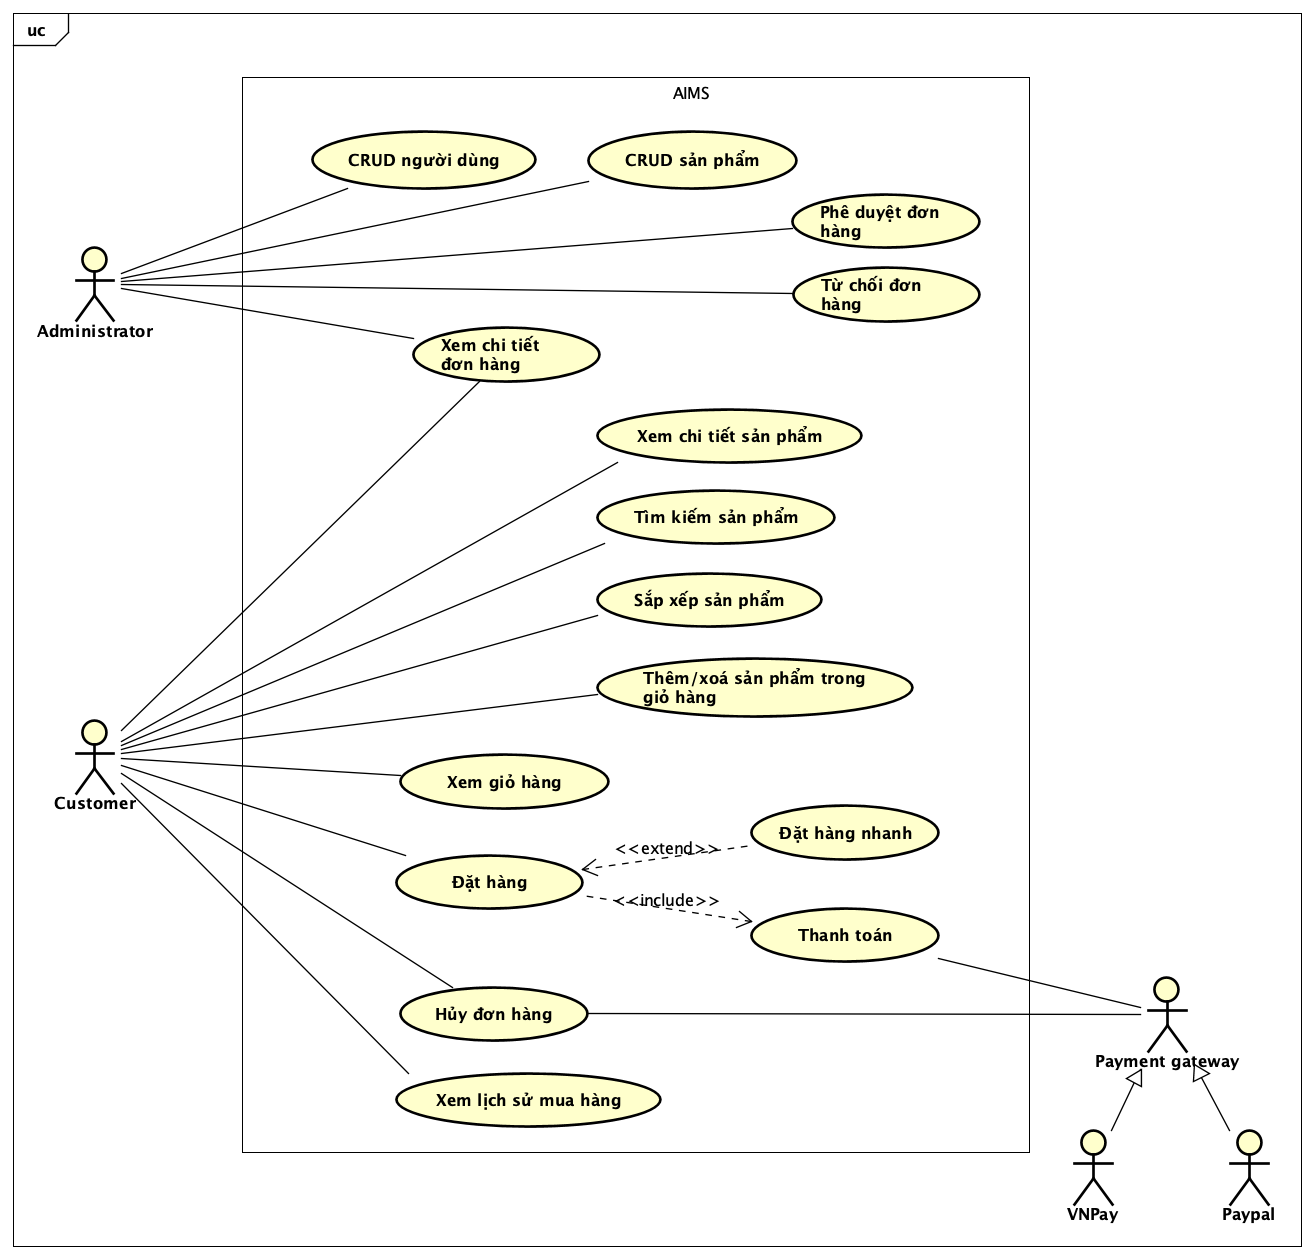 uc
AIMS
CRUD người dùng
CRUD sản phẩm
Phê duyệt đơn
hàng
Từ chối đơn
hàng
Administrator
Xem chi tiết
đơn hàng
Xem chi tiết sản phẩm
Tìm kiếm sản phẩm
Sắp xếp sản phẩm
Thêm/xoá sản phẩm trong
giỏ hàng
Customer
Xem giỏ hàng
Đặt hàng nhanh
<<extend>>
Đặt hàng
<<include>>
Thanh toán
Hủy đơn hàng
Payment gateway
Xem lịch sử mua hàng
VNPay
Paypal